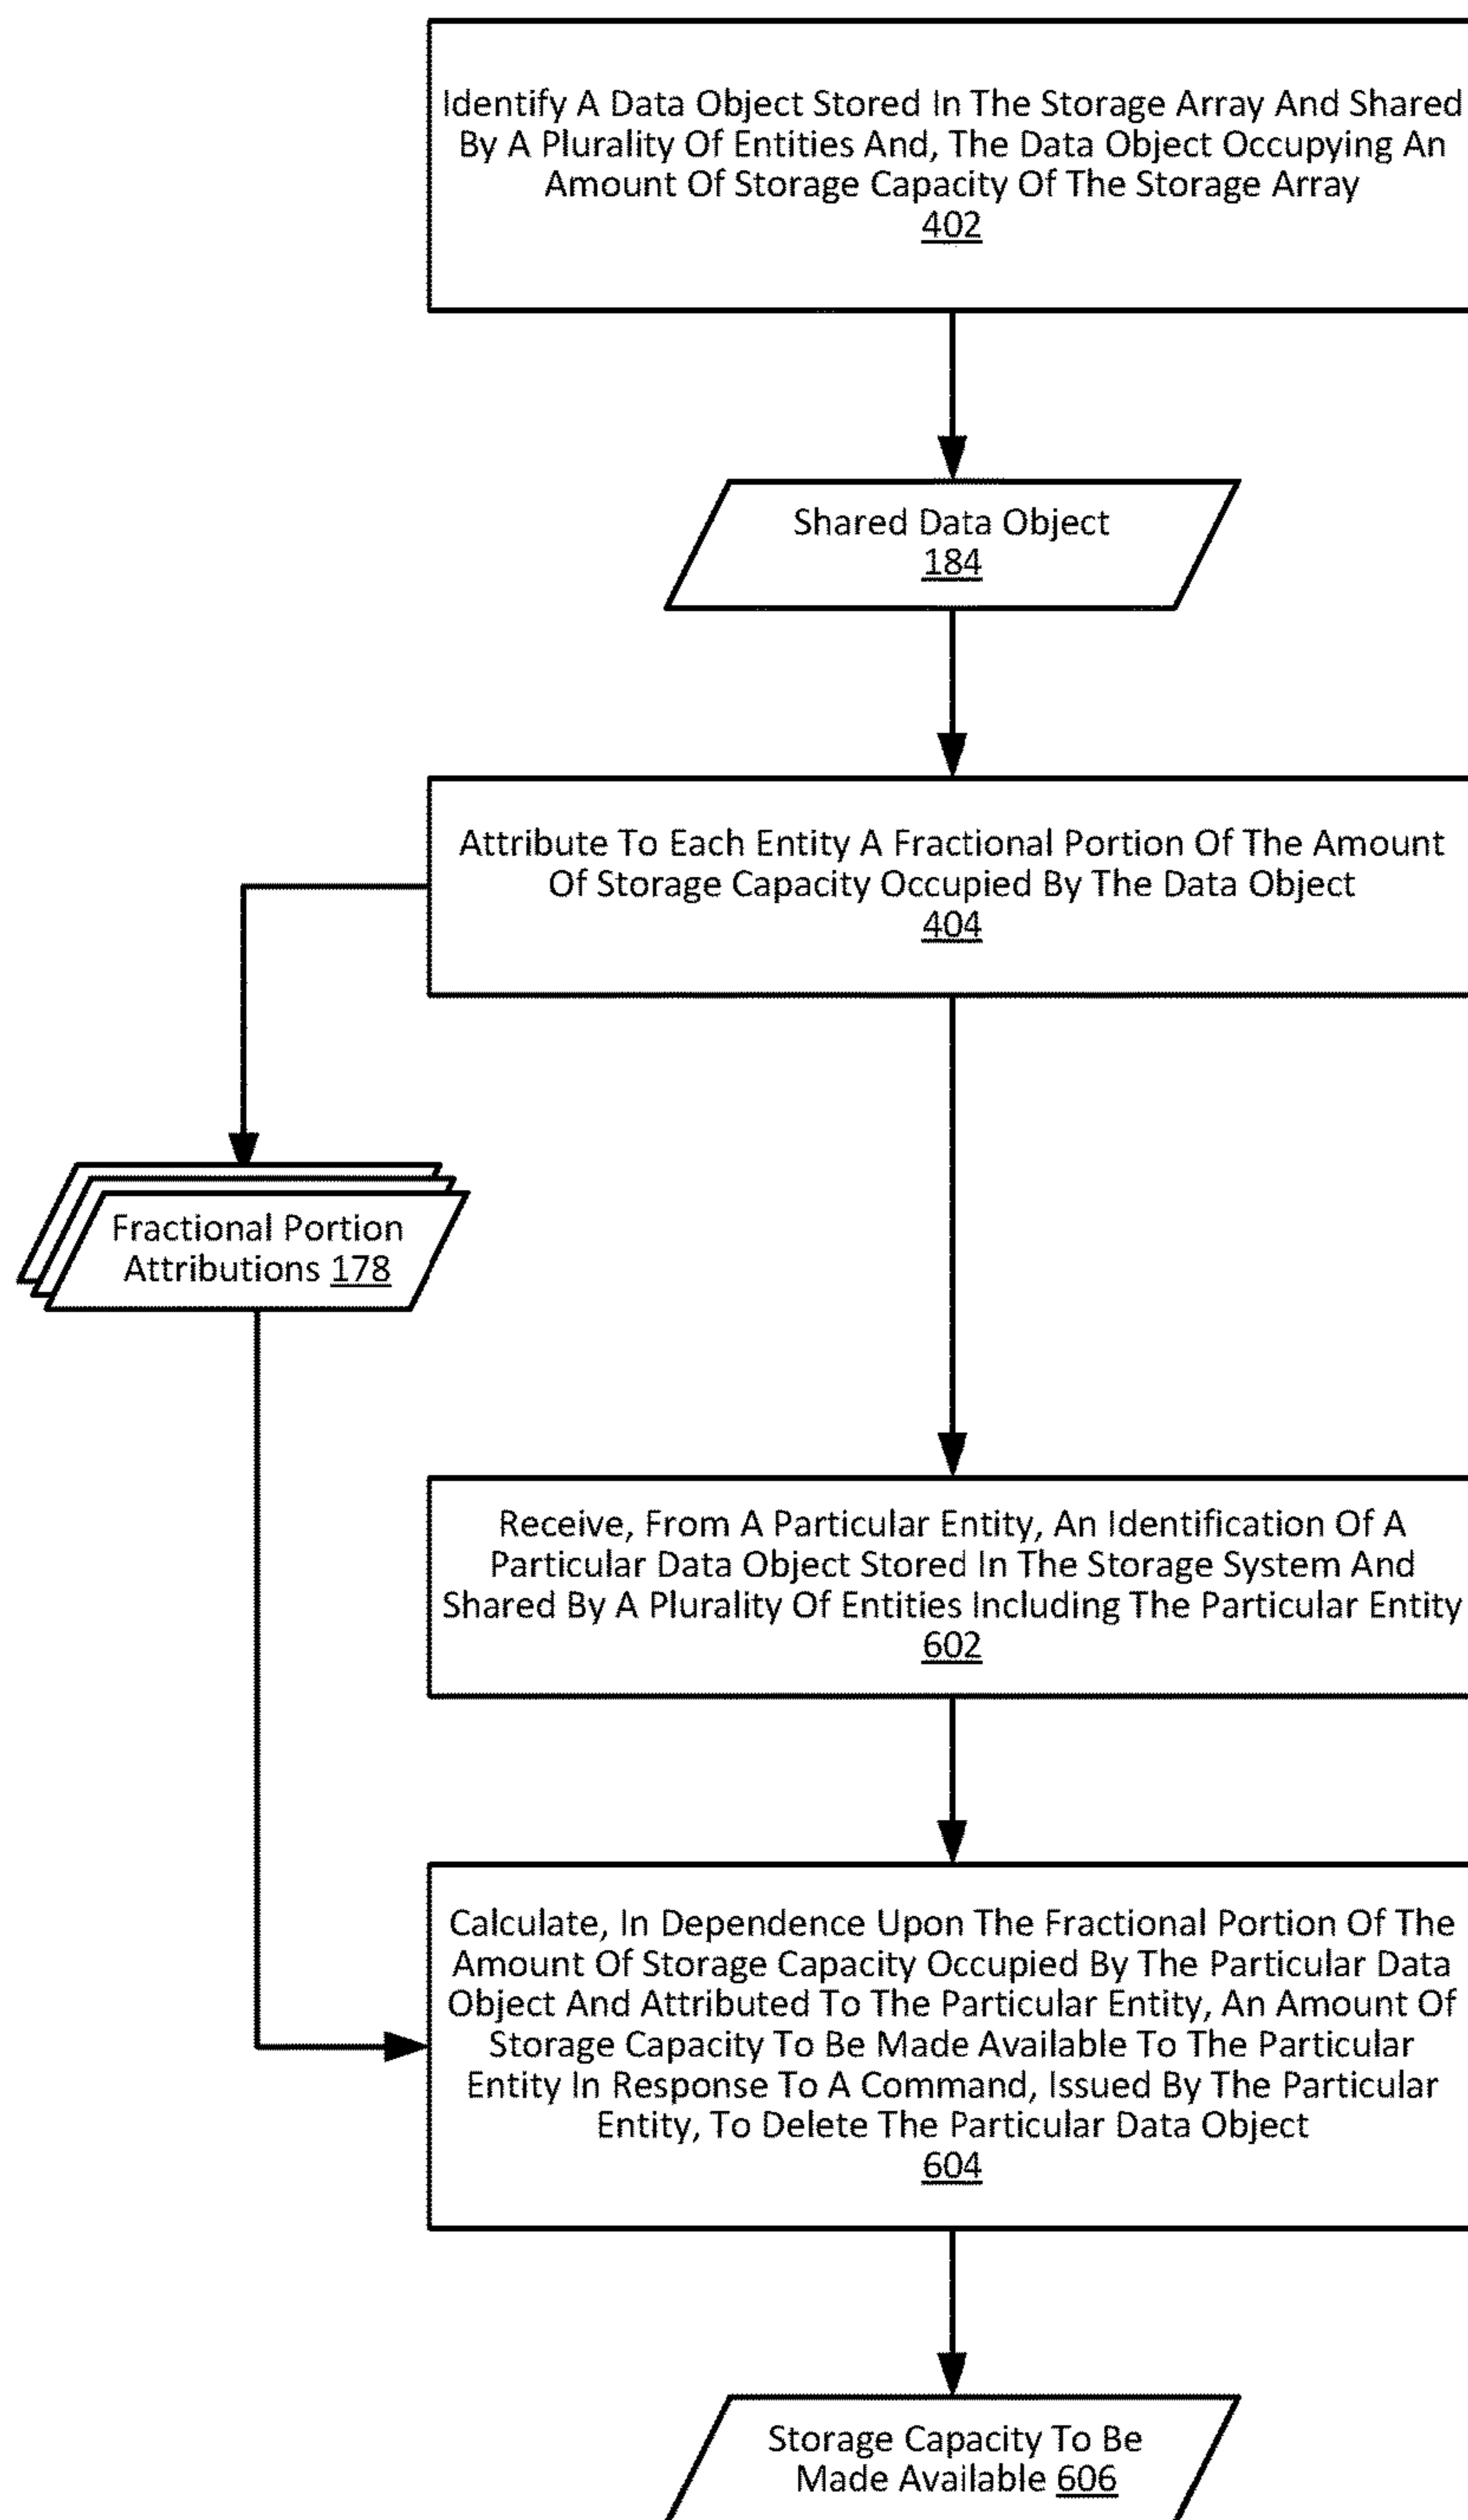 Identify A Data Object Stored In The Storage Array And Shared
By A Plurality Of Entities And, The Data Object Occupying An
Amount Of Storage Capacity Of The Storage Array
402
Shared Data Object
184
Attribute To Each Entity A Fractional Portion Of The Amount
Of Storage Capacity Occupied By The Data Object
404
Fractional Portion
Attributions 178
Receive, From A Particular Entity, An Identification Of A
Particular Data Object Stored In The Storage System And
Shared By A Plurality Of Entities Including The Particular Entity
602
Calculate, In Dependence Upon The Fractional Portion Of The
Amount Of Storage Capacity Occupied By The Particular Data
Object And Attributed To The Particular Entity, An Amount Of
Storage Capacity To Be Made Available To The Particular
Entity In Response To A Command, Issued By The Particular
Entity, To Delete The Particular Data Object
604
Storage Capacity To Be
Made Available 606